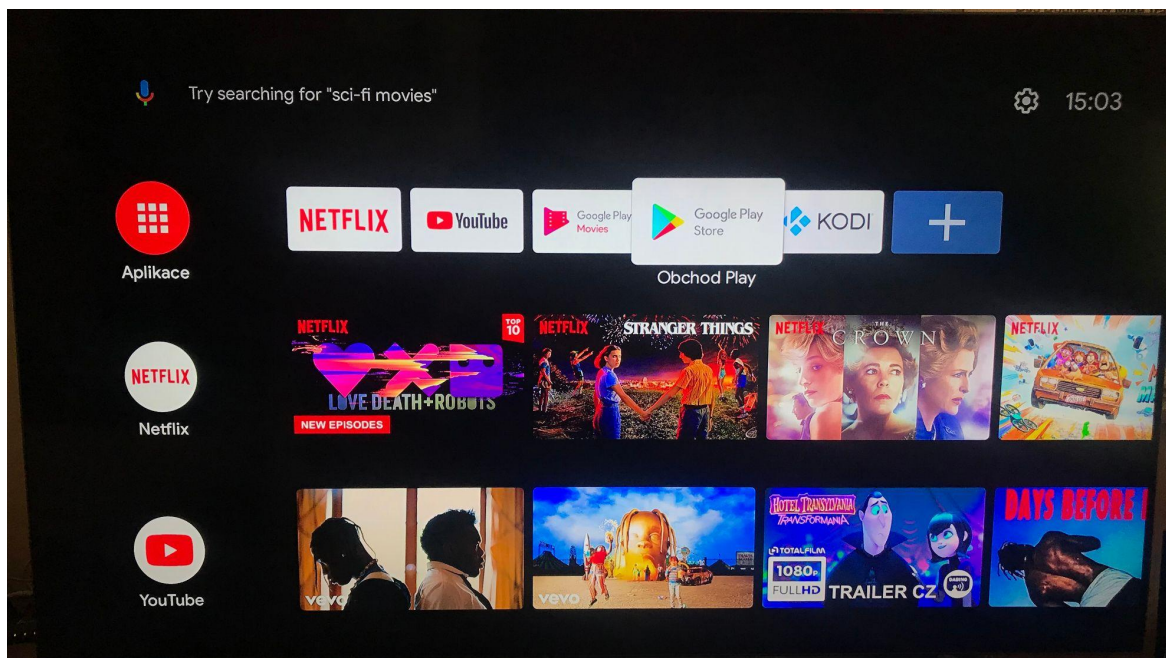 Try searching for "sci-fi movies"
15:03
Aplikace
NETFLIX
YouTube
Google Play
Movies
Google Play
Store
KODI
Obchod Play
NETFLIX
TOP
10
LOVE DEATH+ROBOTS
NEW EPISODES
NETFLIX
STRANGER THINGS
NETFLIX
THE
CROWN
NETFLIX
NETFLIX
Netflix
vevo
vevo
HOTEL TRANSYLVANIA
TRANSFORMANIA
TOTALFILM
1080P
FULLHD
TRAILER CZ
DABING
DAYS BEFORE
YouTube